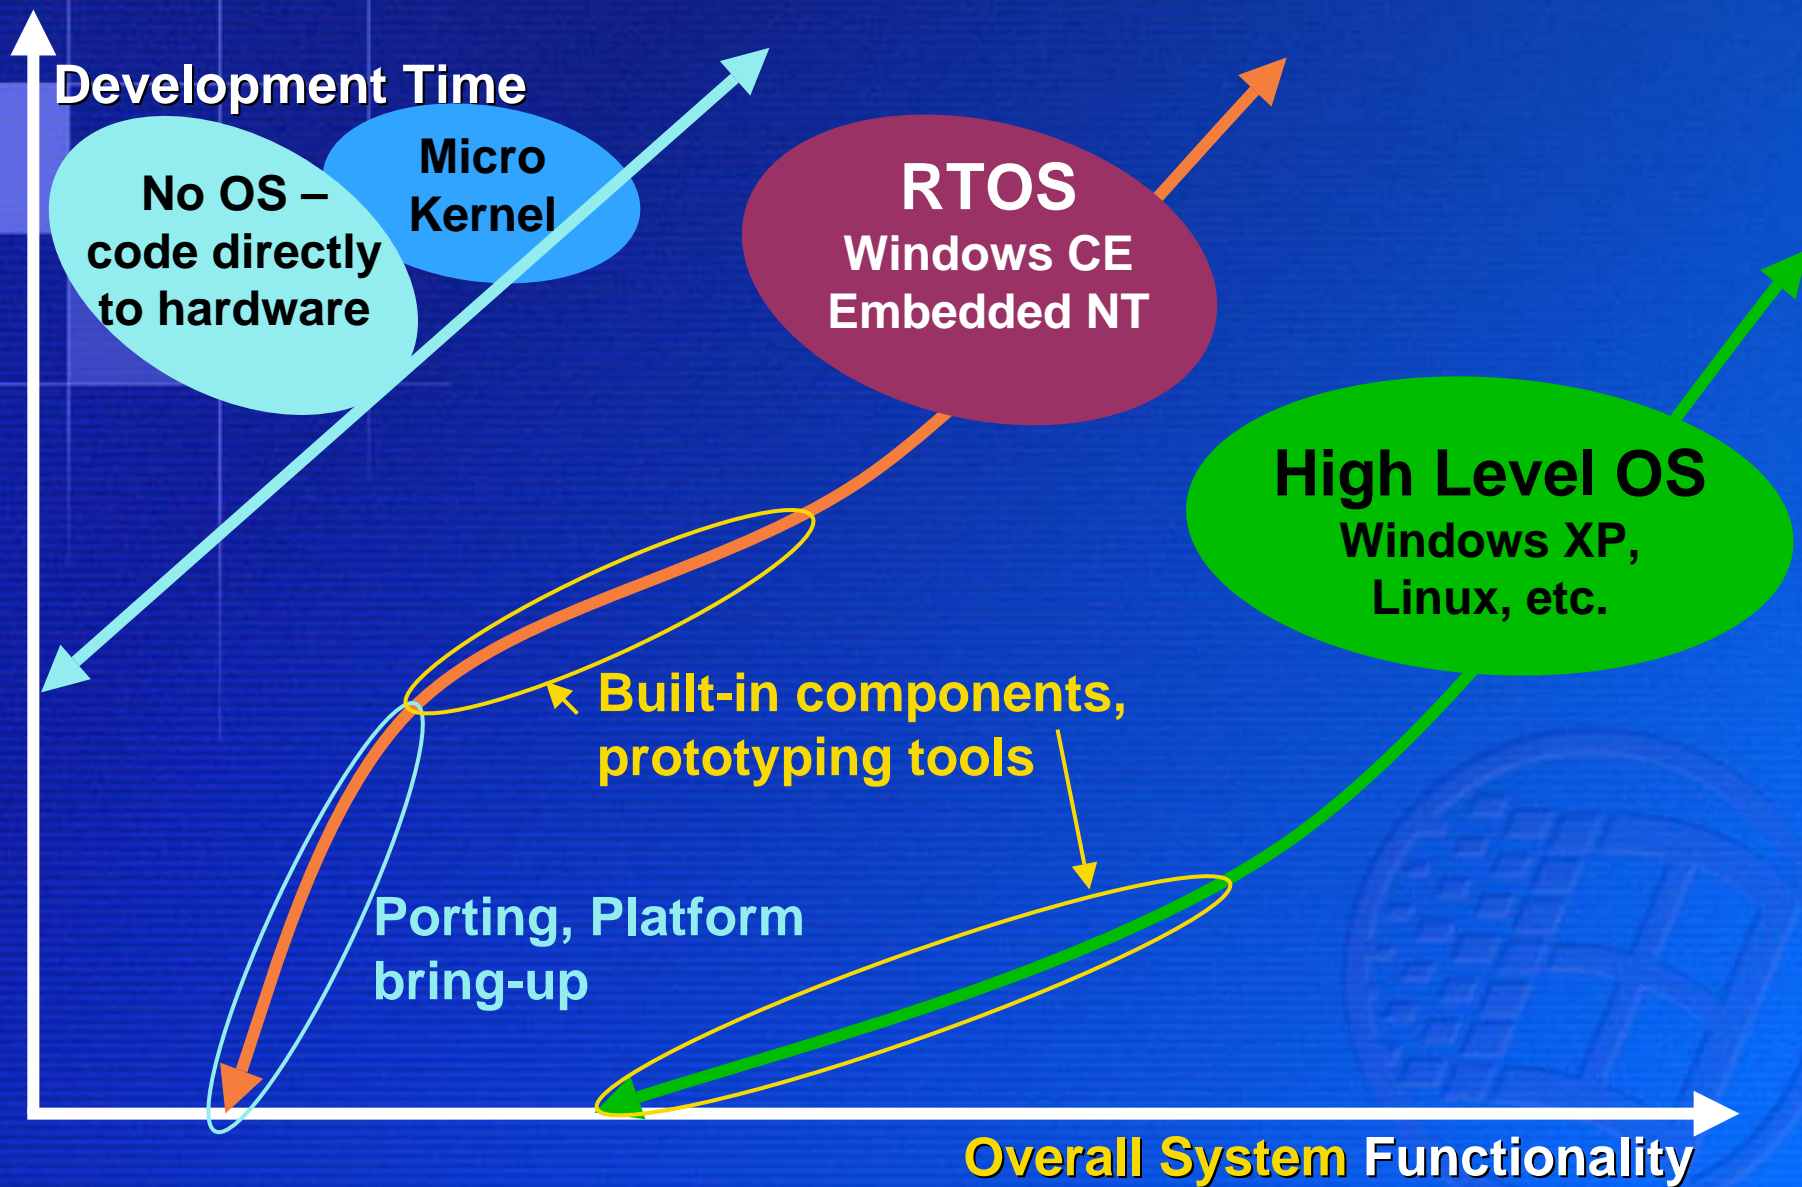 Development Time
No OS –
code directly
to hardware
Micro
Kernel
RTOS
Windows CE
Embedded NT
High Level OS
Windows XP,
Linux, etc.
Built-in components,
prototyping tools
Porting, Platform
bring-up
Overall System Functionality